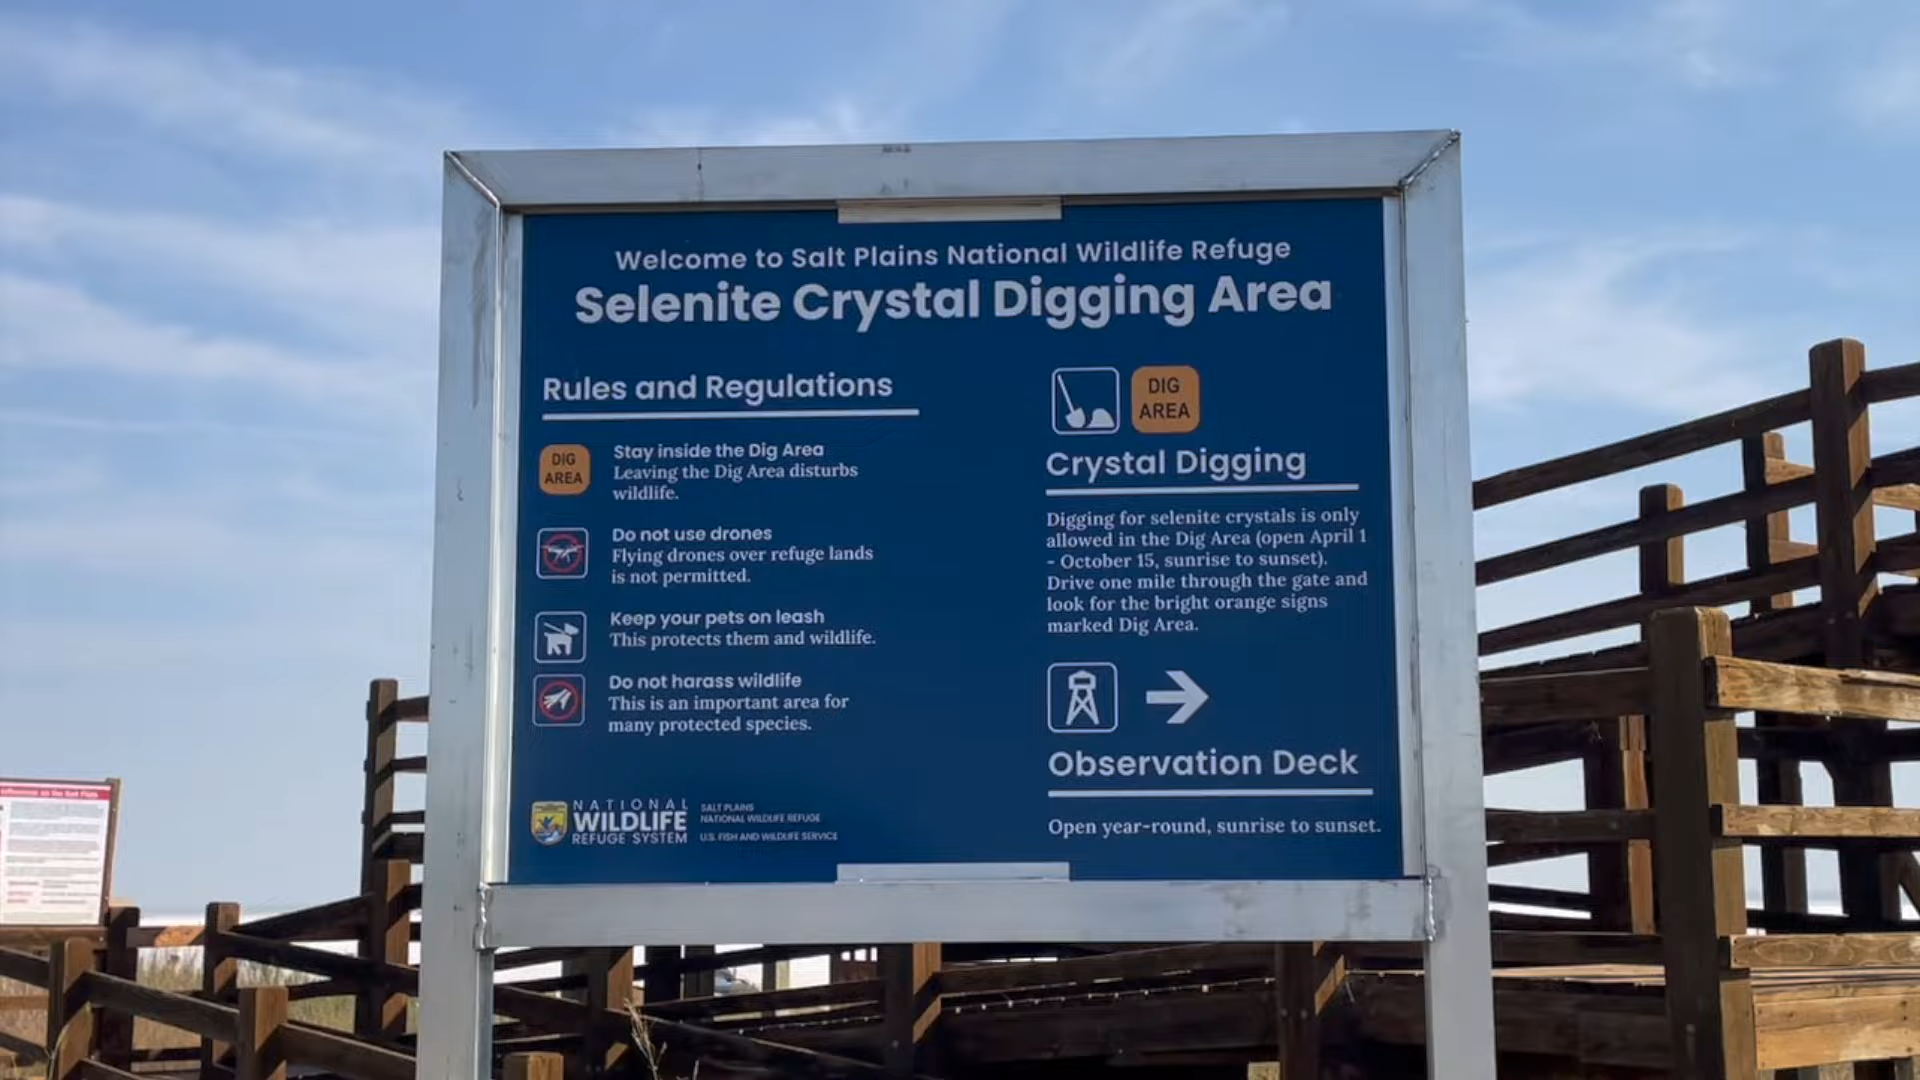 Welcome to Salt Plains National Wildlife Refuge
Selenite Crystal Digging Area
Rules and Regulations
DIG
AREA
Stay inside the Dig Area
Leaving the Dig Area disturbs
wildlife.
Do not use drones
Flying drones over refuge lands
is not permitted.
Keep your pets on leash
This protects them and wildlife.
Do not harass wildlife
This is an important area for
many protected species.
NATIONAL
WILDLIFE
REFUGE SYSTEM
SALT PLAINS
NATIONAL WILDLIFE REFUGE
U.S. FISH AND WILDLIFE SERVICE
DIG
AREA
Crystal Digging
Digging for selenite crystals is only
allowed in the Dig Area (open April 1
- October 15, sunrise to sunset).
Drive one mile through the gate and
look for the bright orange signs
marked Dig Area.
Observation Deck
Open year-round, sunrise to sunset.